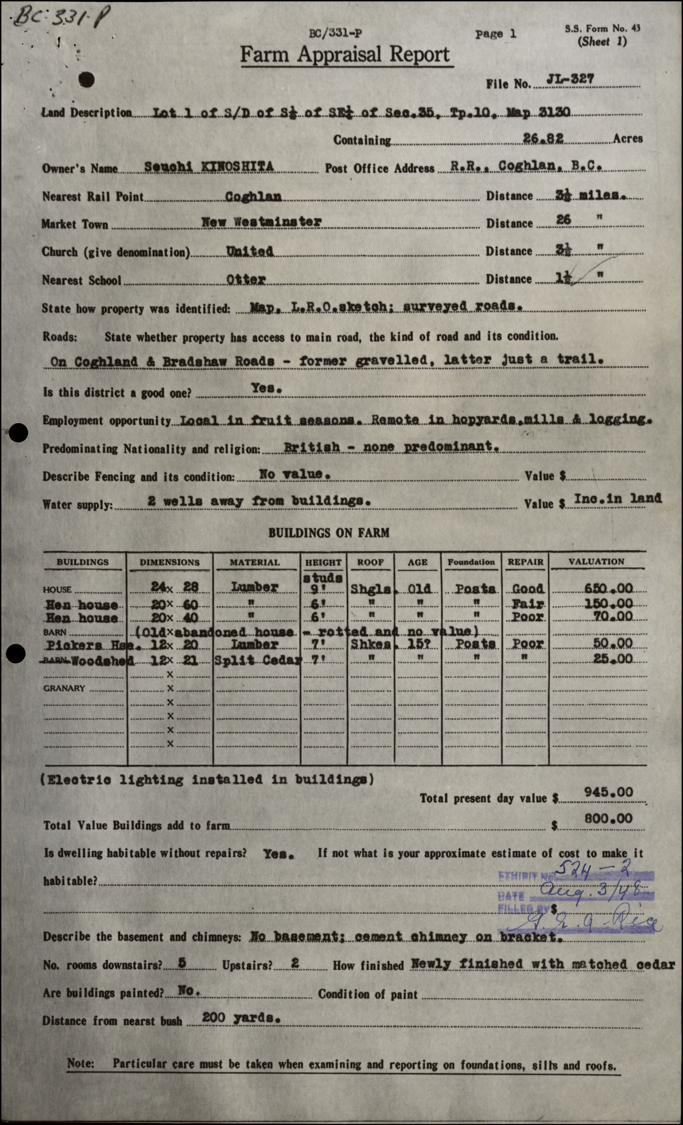 BC-331-P
BC/331-P Page 1 S.S. Form No. 43
(Sheet 1)
Farm Appraisal Report
File No. JL-327
Land Description Lot 1 of S/D of S½ of SE¼ of Sec.35, Tp.10, Map 3130
Containing 26.82 Acres
Owner's Name Seuchi KINOSHITA Post Office Address R.R., Coghlan, B.C.
Nearest Rail Point Coghlan Distance 3½ miles.
Market Town New Westminster Distance 26 "
Church (give denomination) United Distance 3½ "
Nearest School Otter Distance 1½ "
State how property was identified: Map, L.R.O.sketch; surveyed roads.
Roads: State whether property has access to main road, the kind of road and its condition.
On Coghland & Bradshaw Roads - former gravelled, latter just a trail.
Is this district a good one? Yes.
Employment opportunity Local in fruit seasons. Remote in hopyards,mills & logging.
Predominating Nationality and religion: British - none predominant.
Describe Fencing and its condition: No value. Value $
Water supply: 2 wells away from buildings. Value $ Inc.in land
BUILDINGS ON FARM
BUILDINGS DIMENSIONS MATERIAL HEIGHT ROOF AGE Foundation REPAIR VALUATION
studs
HOUSE 24x 28 Lumber 9' Shgls. Old Posts Good 650.00
Hen house 20x 60 " 6' " " " Fair 150.00
Hen house 20x 40 " 6' " " " Poor 70.00
BARN (Old abandoned house - rotted and no value)
Pickers Hse. 12x 20 Lumber 7' Shkes. 15? Posts Poor 50.00
BARN Woodshed 12x 21 Split Cedar 7' " " " " 25.00
x
GRANARY x
x
x
x
x
(Electric lighting installed in buildings)
Total present day value $ 945.00
Total Value Buildings add to farm $ 800.00
Is dwelling habitable without repairs? Yes. If not what is your approximate estimate of cost to make it
habitable?
EXHIBIT No. 524-2
DATE Aug. 3/48
FILLED BY $ G.E.G. Rice
Describe the basement and chimneys: No basement; cement chimney on bracket.
No. rooms downstairs? 5 Upstairs? 2 How finished Newly finished with matched cedar
Are buildings painted? No. Condition of paint
Distance from nearst bush 200 yards.
Note: Particular care must be taken when examining and reporting on foundations, sills and roofs.